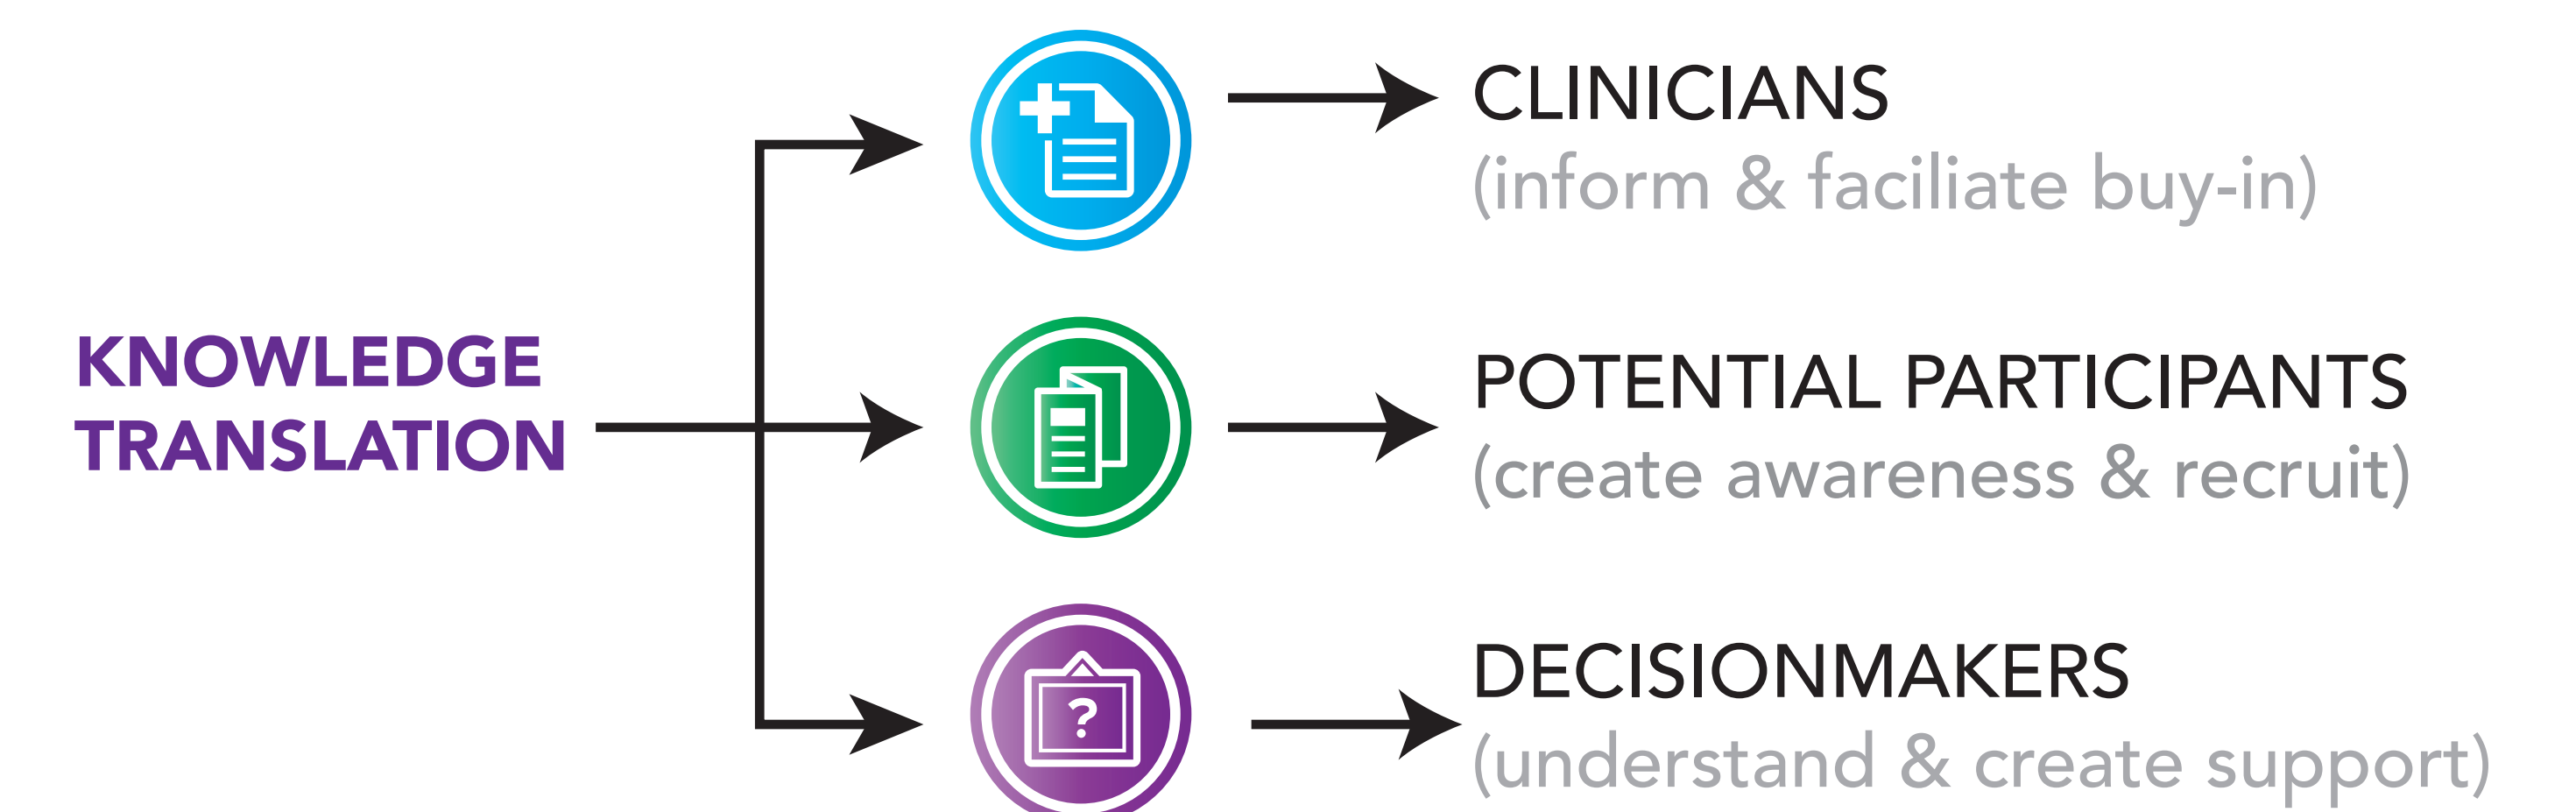 KNOWLEDGE
TRANSLATION
CLINICIANS
(inform & faciliate buy-in)
POTENTIAL PARTICIPANTS
(create awareness & recruit)
?
DECISIONMAKERS
(understand & create support)